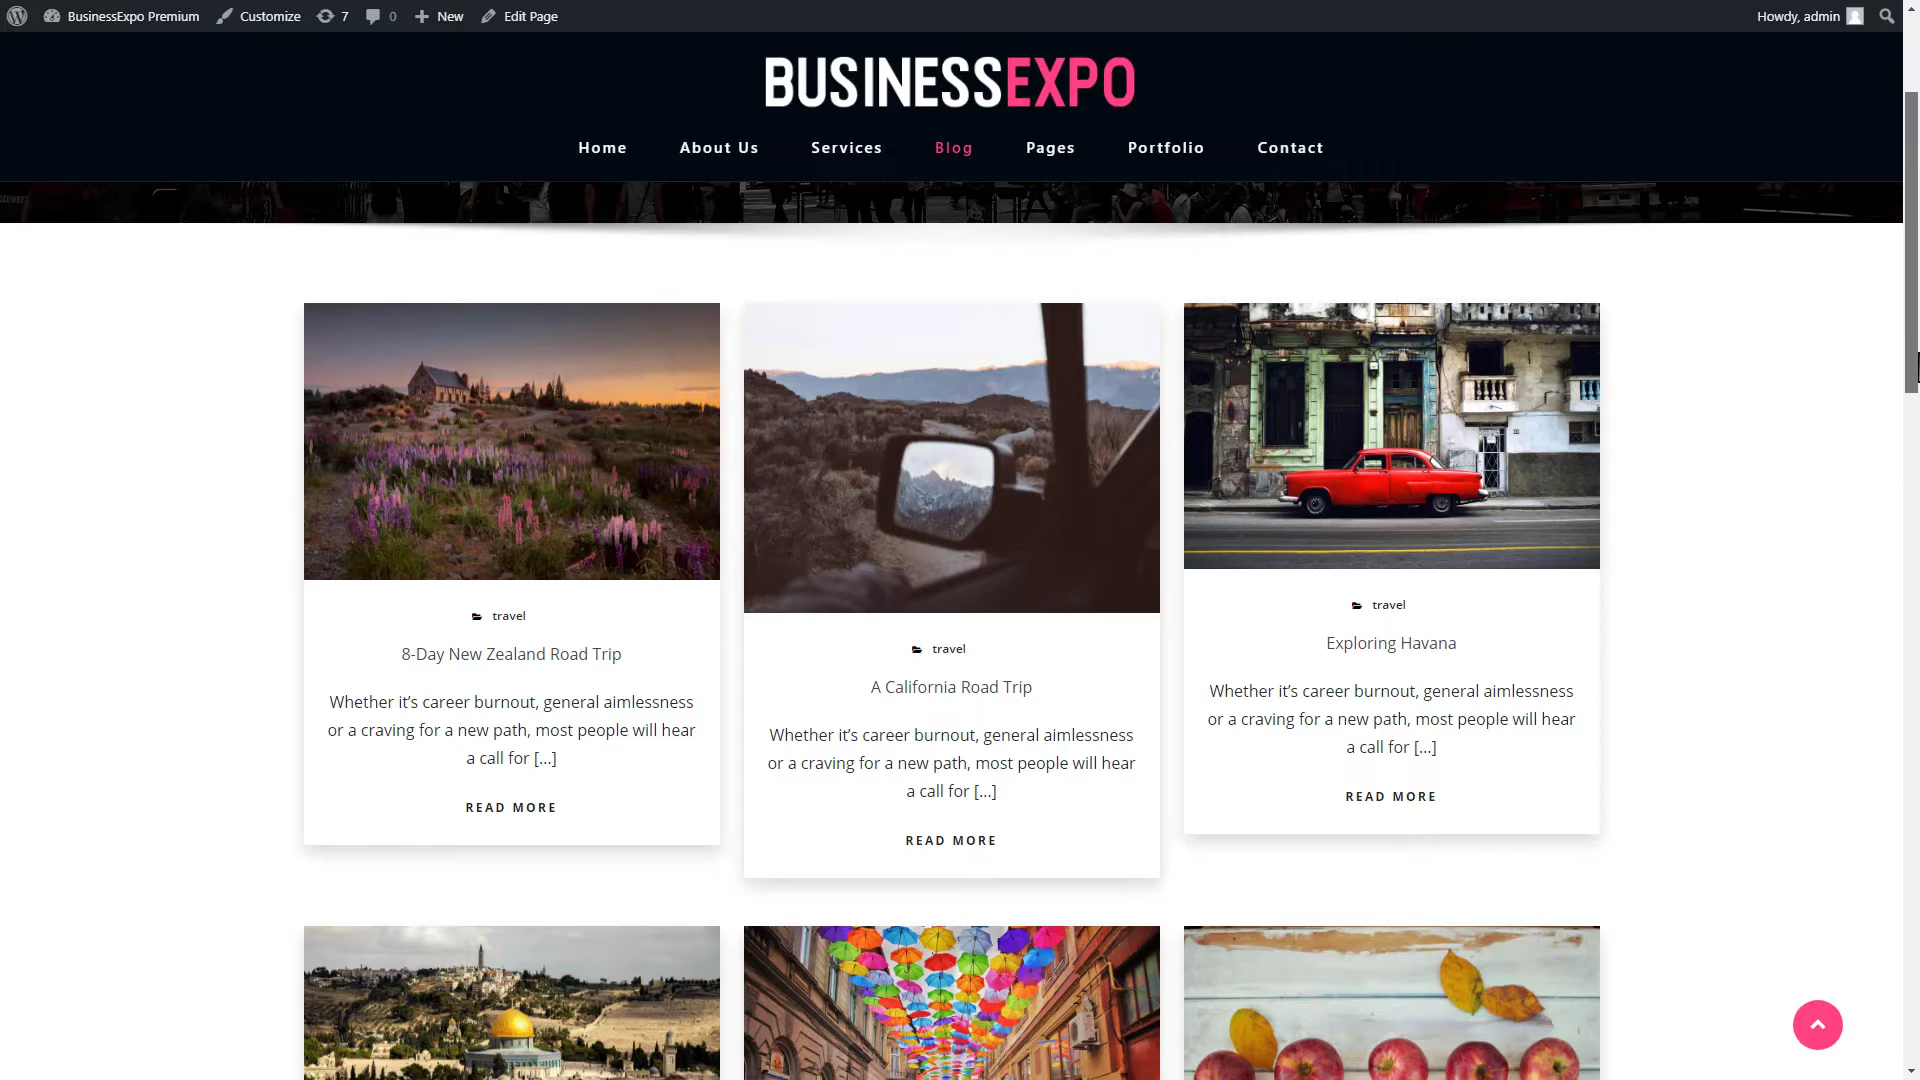 BusinessExpo Premium Customize 7 0 New Edit Page Howdy, admin
BUSINESSEXPO
Home About Us Services Blog Pages Portfolio Contact
travel
8-Day New Zealand Road Trip
Whether it’s career burnout, general aimlessness
or a craving for a new path, most people will hear
a call for […]
READ MORE
travel
A California Road Trip
Whether it’s career burnout, general aimlessness
or a craving for a new path, most people will hear
a call for […]
READ MORE
travel
Exploring Havana
Whether it’s career burnout, general aimlessness
or a craving for a new path, most people will hear
a call for […]
READ MORE